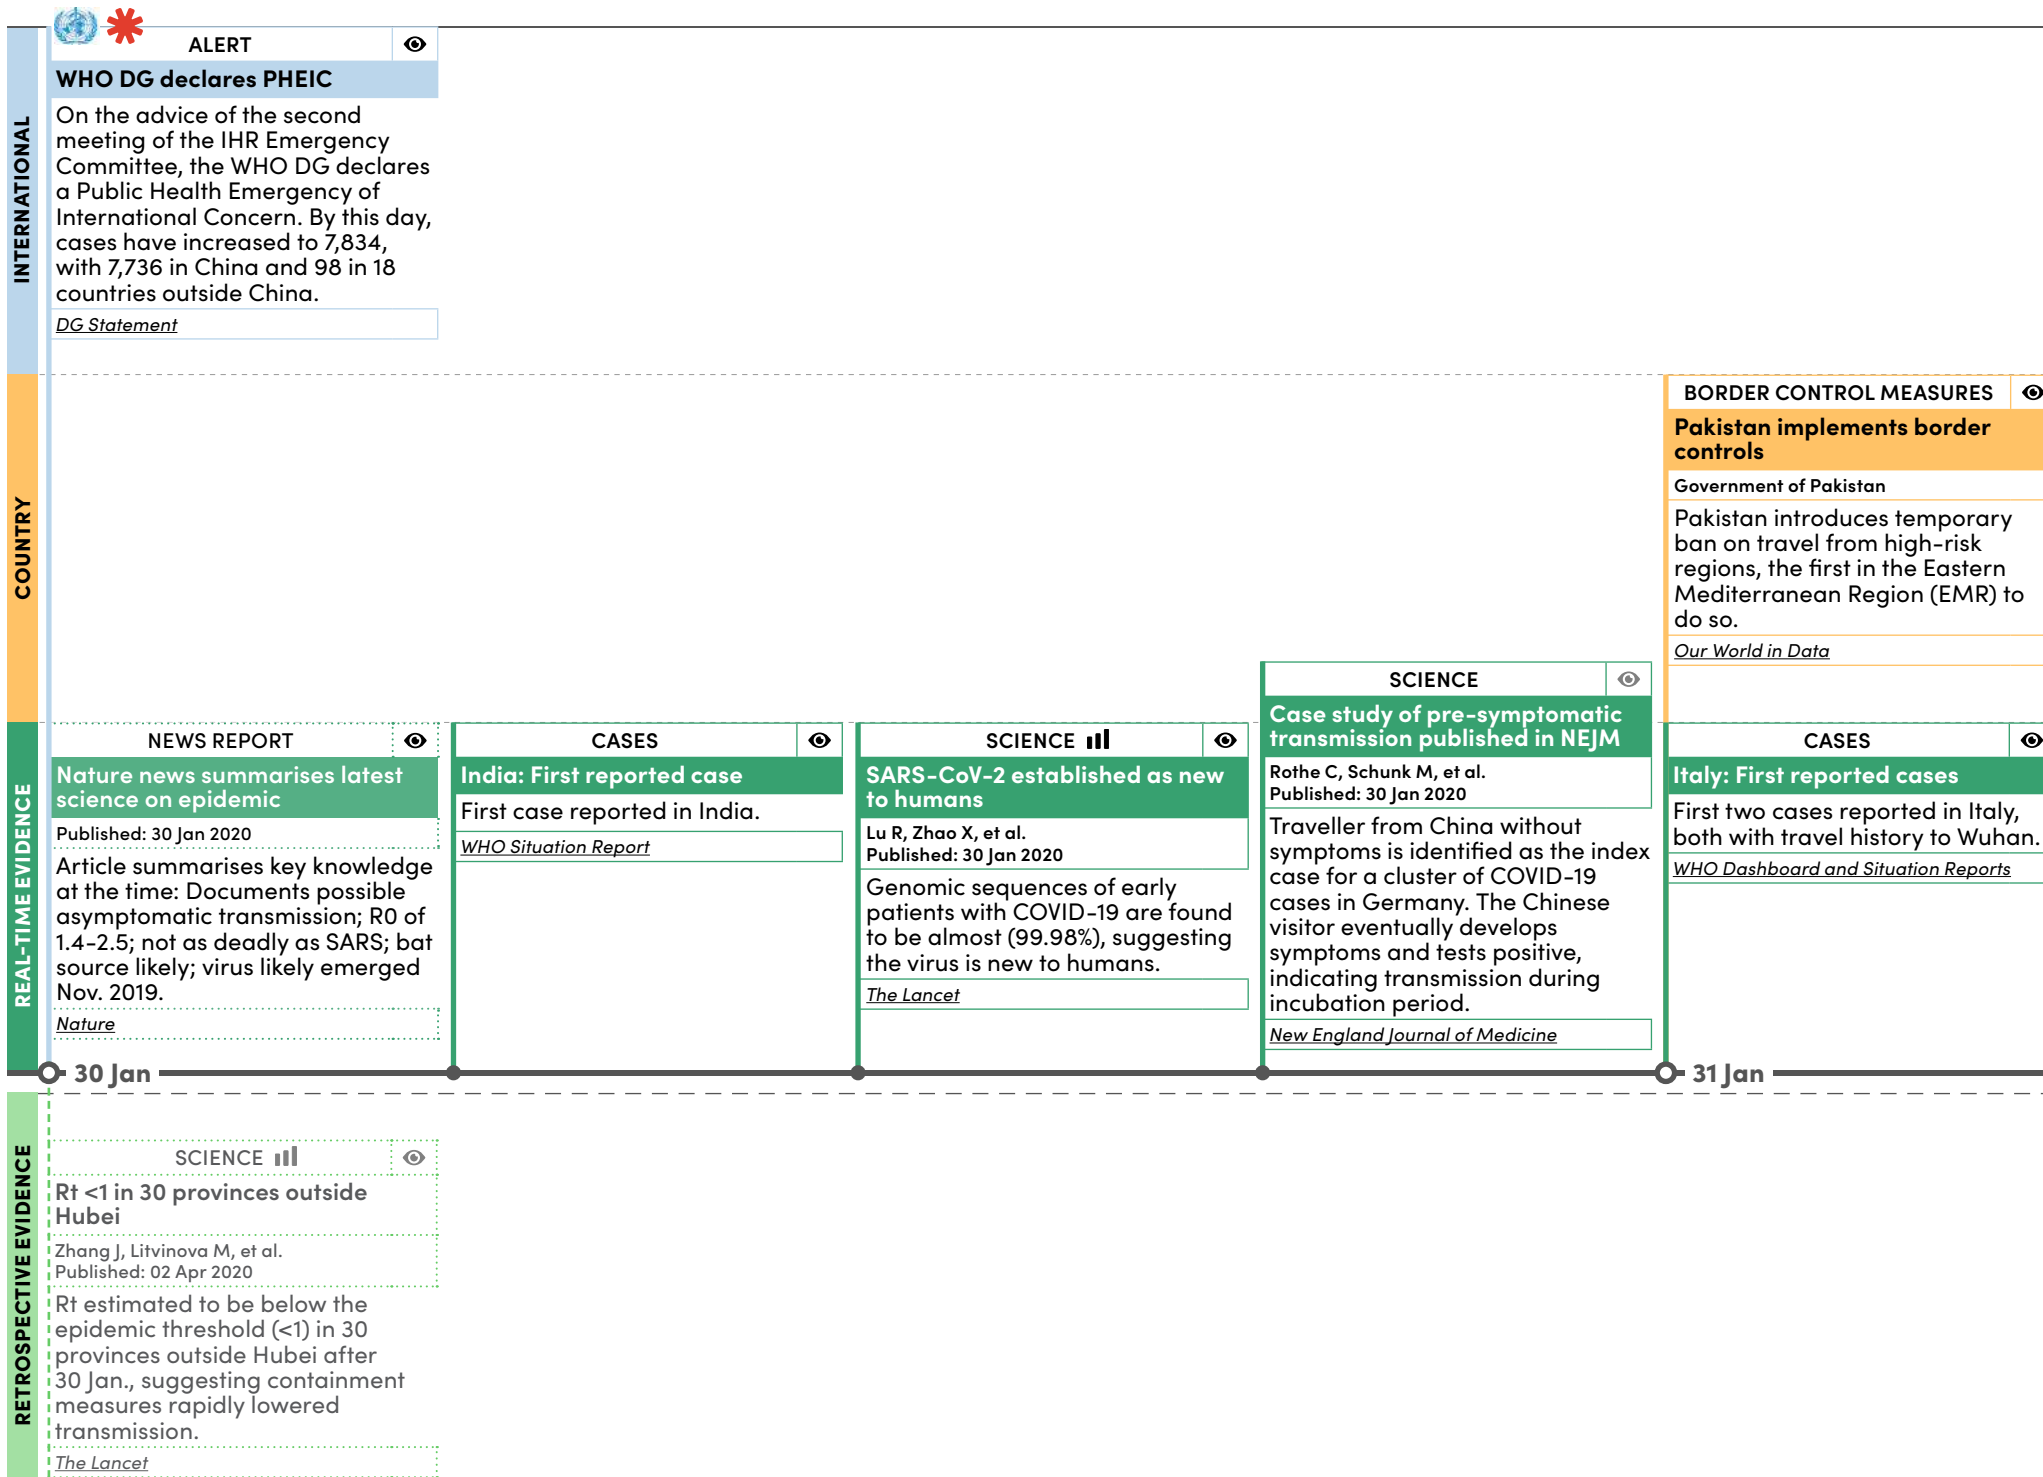 INTERNATIONAL
ALERT
WHO DG declares PHEIC
On the advice of the second
meeting of the IHR Emergency
Committee, the WHO DG declares
a Public Health Emergency of
International Concern. By this day,
cases have increased to 7,834,
with 7,736 in China and 98 in 18
countries outside China.
DG Statement
COUNTRY
BORDER CONTROL MEASURES
Pakistan implements border
controls
Government of Pakistan
Pakistan introduces temporary
ban on travel from high-risk
regions, the first in the Eastern
Mediterranean Region (EMR) to
do so.
Our World in Data
REAL-TIME EVIDENCE
NEWS REPORT
Nature news summarises latest
science on epidemic
Published: 30 Jan 2020
Article summarises key knowledge
at the time: Documents possible
asymptomatic transmission; R0 of
1.4-2.5; not as deadly as SARS; bat
source likely; virus likely emerged
Nov. 2019.
Nature
CASES
India: First reported case
First case reported in India.
WHO Situation Report
SCIENCE
SARS-CoV-2 established as new
to humans
Lu R, Zhao X, et al.
Published: 30 Jan 2020
Genomic sequences of early
patients with COVID-19 are found
to be almost (99.98%), suggesting
the virus is new to humans.
The Lancet
SCIENCE
Case study of pre-symptomatic
transmission published in NEJM
Rothe C, Schunk M, et al.
Published: 30 Jan 2020
Traveller from China without
symptoms is identified as the index
case for a cluster of COVID-19
cases in Germany. The Chinese
visitor eventually develops
symptoms and tests positive,
indicating transmission during
incubation period.
New England Journal of Medicine
CASES
Italy: First reported cases
First two cases reported in Italy,
both with travel history to Wuhan.
WHO Dashboard and Situation Reports
30 Jan
31 Jan
RETROSPECTIVE EVIDENCE
SCIENCE
Rt <1 in 30 provinces outside
Hubei
Zhang J, Litvinova M, et al.
Published: 02 Apr 2020
Rt estimated to be below the
epidemic threshold (<1) in 30
provinces outside Hubei after
30 Jan., suggesting containment
measures rapidly lowered
transmission.
The Lancet